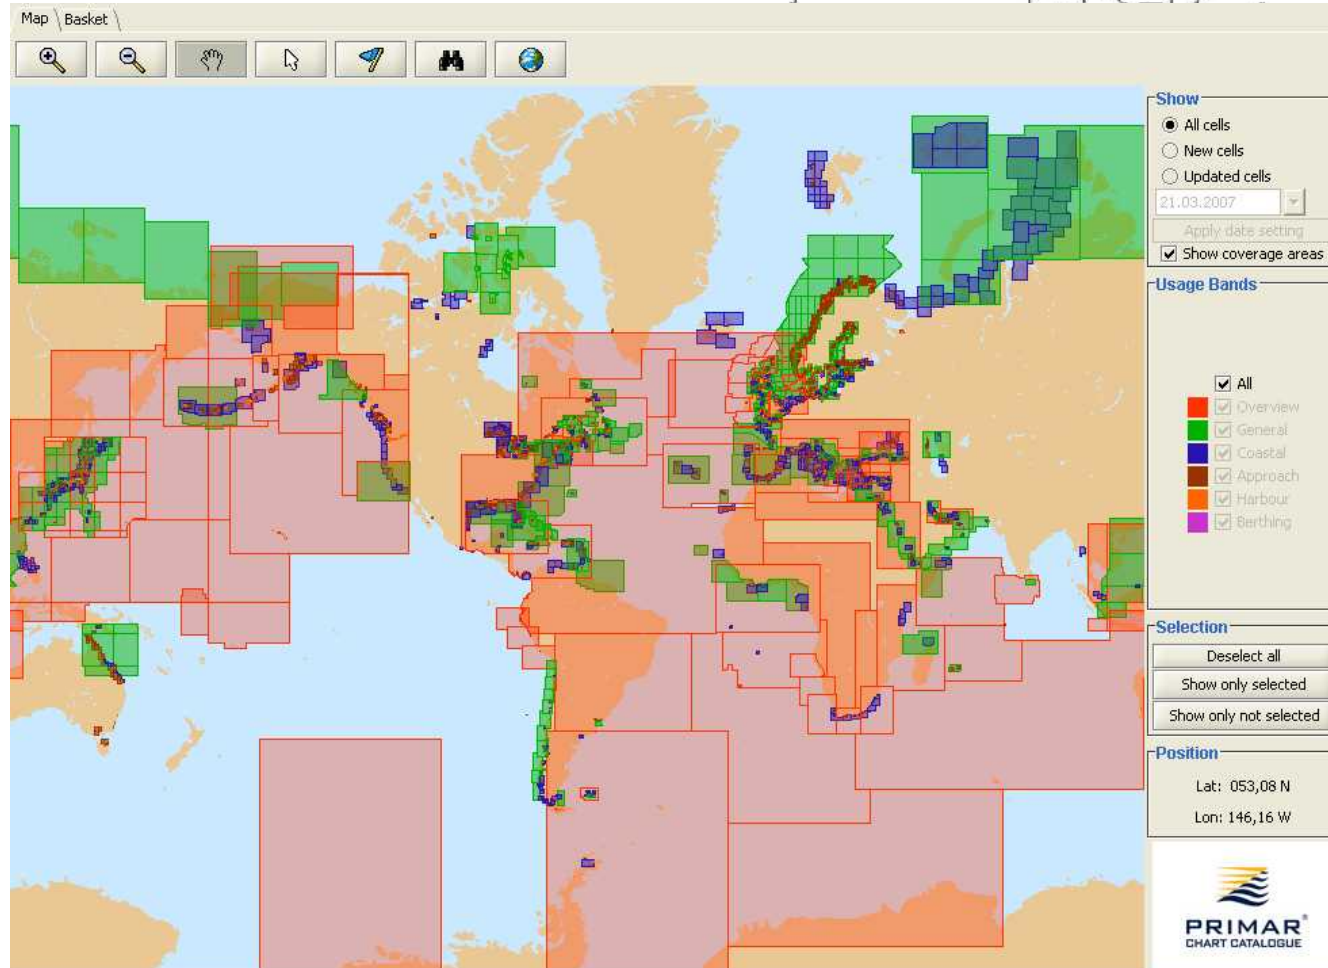 Map
Basket
Show
All cells
New cells
Updated cells
21.03.2007
Apply date setting
Show coverage areas
Usage Bands
All
Overview
General
Coastal
Approach
Harbour
Berthing
Selection
Deselect all
Show only selected
Show only not selected
Position
Lat: 053,08 N
Lon: 146,16 W
PRIMAR®
CHART CATALOGUE